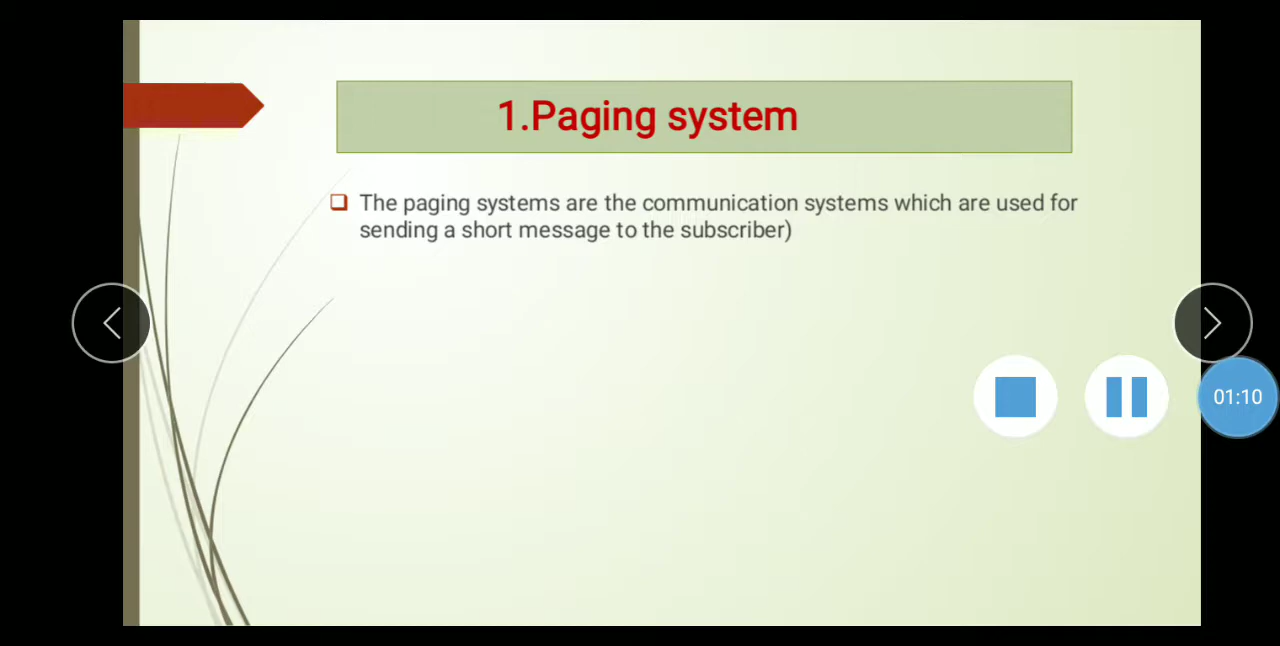 1.Paging system
The paging systems are the communication systems which are used for
sending a short message to the subscriber)
01:10